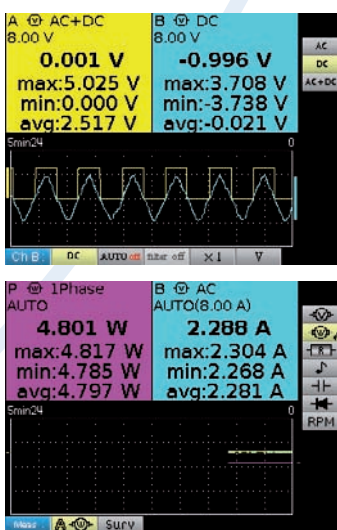 A AC+DC
8.00 V
0.001 V
max:5.025 V
min:0.000 V
avg:2.517 V
B DC
8.00 V
-0.996 V
max:3.708 V
min:-3.738 V
avg:-0.021 V
AC
DC
AC+DC
5min24 0
Ch B: DC AUTO off filter off ×1 V
P W 1Phase
AUTO
4.801 W
max:4.817 W
min:4.785 W
avg:4.797 W
B W AC
AUTO(8.00 A)
2.288 A
max:2.304 A
min:2.268 A
avg:2.281 A
V
W
R
RPM
5min24 0
Meas: A W Surv